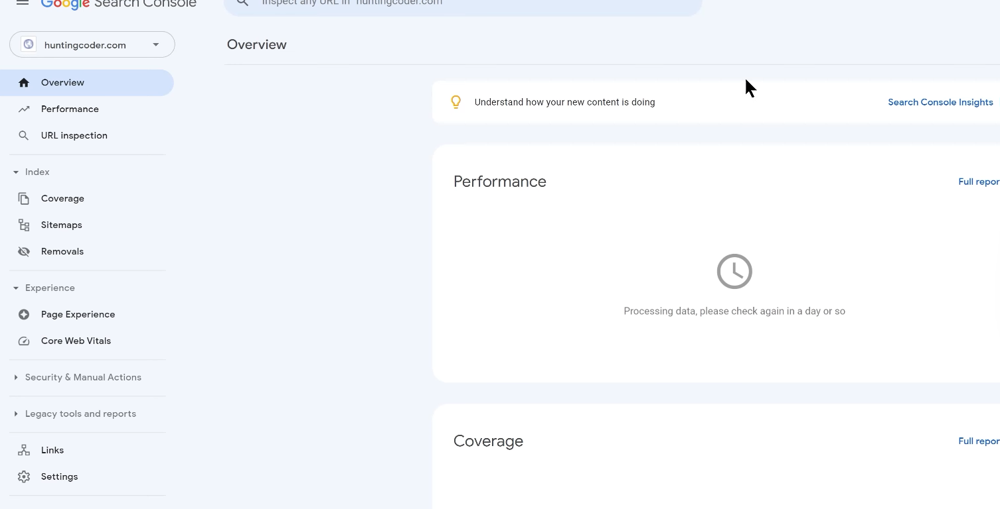 Google Search Console
Inspect any URL in "huntingcoder.com"
huntingcoder.com
Overview
Overview
Performance
URL inspection
Index
Coverage
Sitemaps
Removals
Experience
Page Experience
Core Web Vitals
Security & Manual Actions
Legacy tools and reports
Links
Settings
Understand how your new content is doing
Search Console Insights
Performance
Full repor
Processing data, please check again in a day or so
Coverage
Full repor